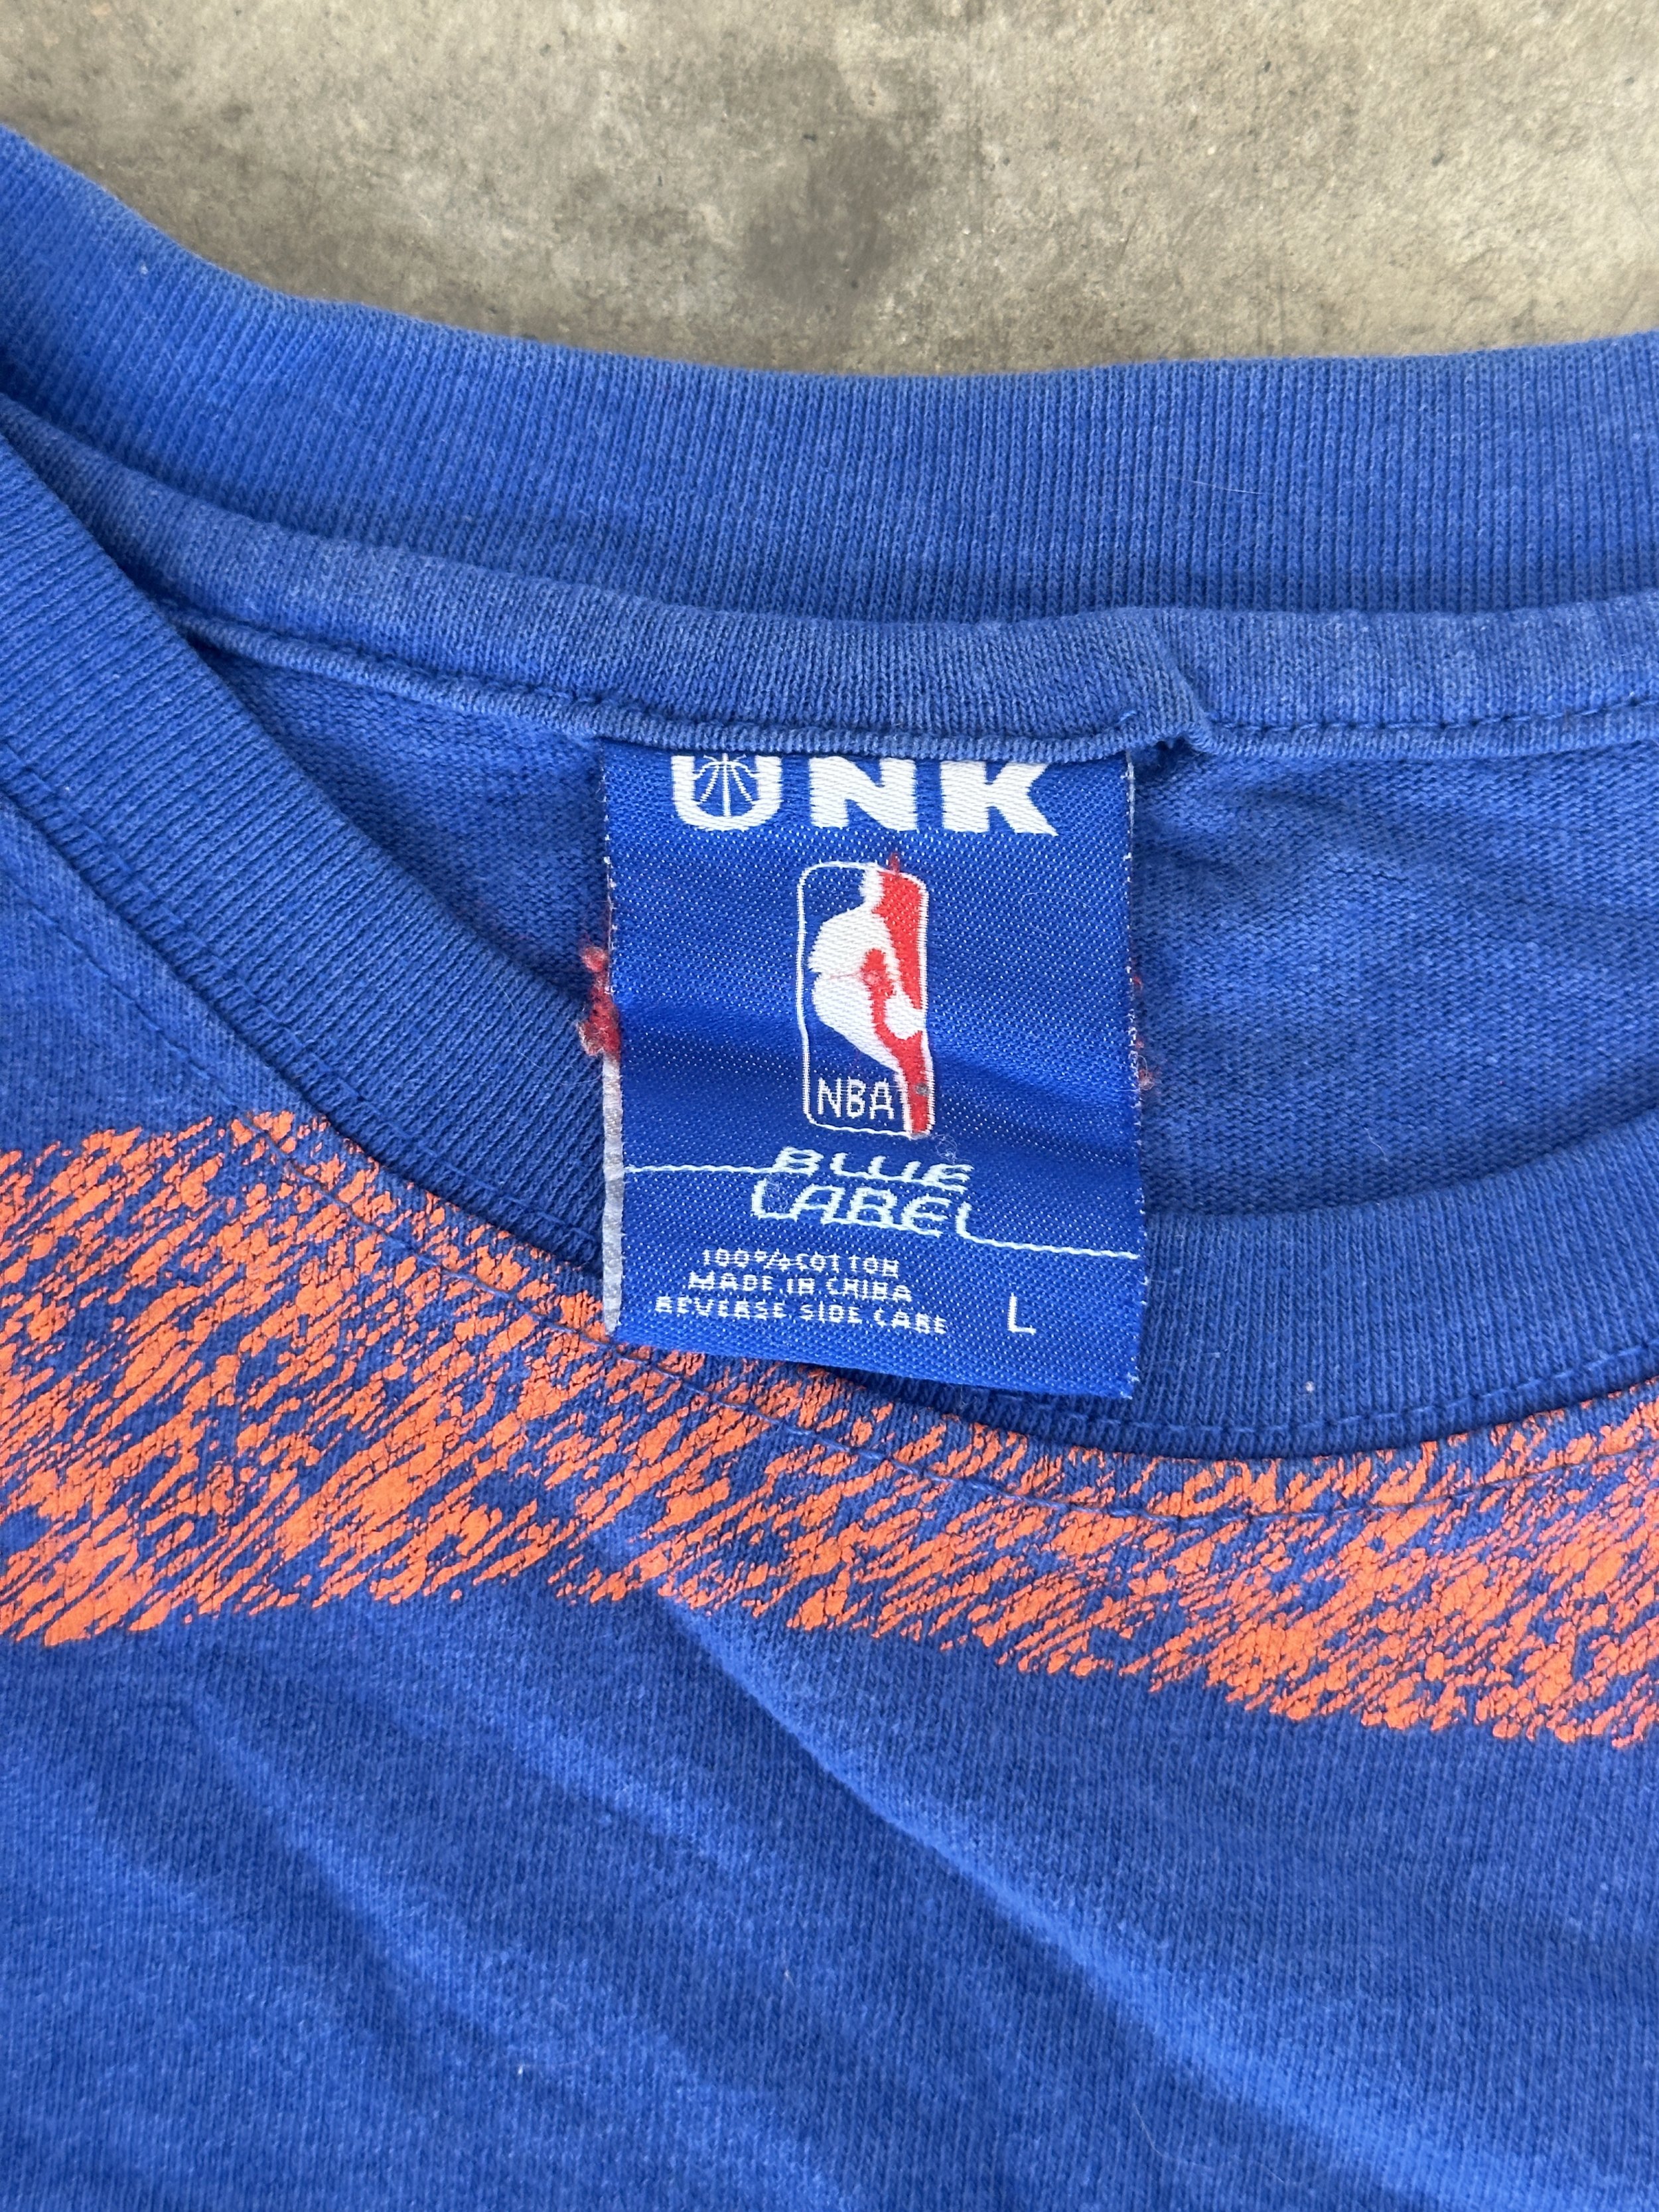 UNK
NBA
BLUE
LABEL
100% COTTON
MADE IN CHINA
REVERSE SIDE CARE
L